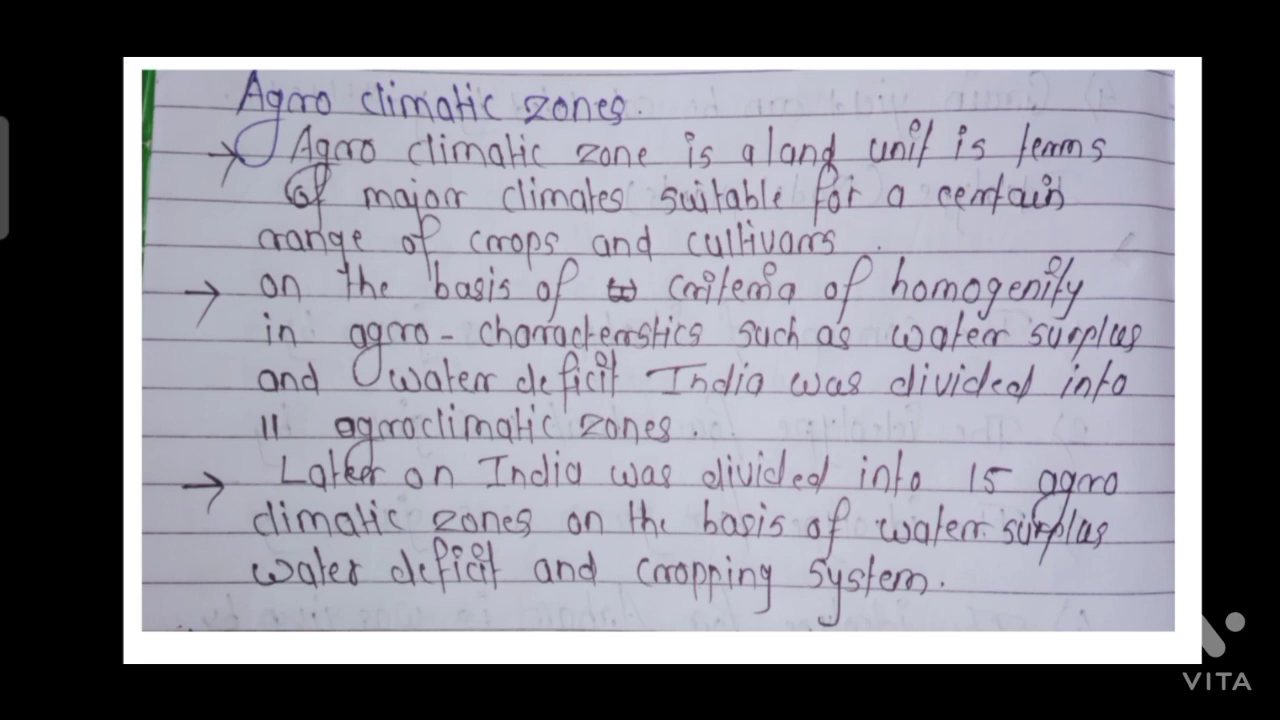 Agro climatic zones.
→ Agro climatic zone is a land unit is terms
of major climates suitable for a certain
range of crops and cultivars.
→ on the basis of criteria of homogenity
in agro-characterstics such as water surplus
and water deficit India was divided into
11 agroclimatic zones.
→ Later on India was divided into 15 agro
climatic zones on the basis of water surplus
water deficit and cropping system.
VITA